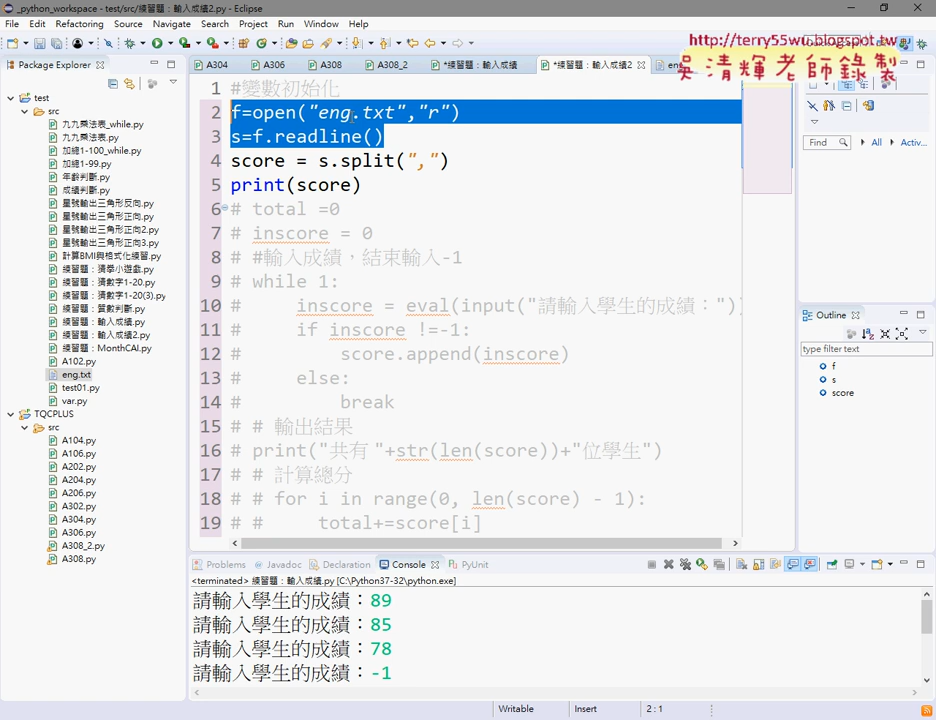 _python_workspace - test/src/練習題：輸入成績2.py - Eclipse
File Edit Refactoring Source Navigate Search Project Run Window Help
http://terry55wu.blogspot.tw
吳清輝老師錄製
Package Explorer
A304
A306
A308
A308_2
*練習題：輸入成績
*練習題：輸入成績2
test
src
九九乘法表_while.py
九九乘法表.py
加總1-100_while.py
加總1-99.py
年齡判斷.py
成績判斷.py
星號輸出三角形反向.py
星號輸出三角形正向.py
星號輸出三角形正向2.py
星號輸出三角形正向3.py
計算BMI與格式化練習.py
練習題：猜拳小遊戲.py
練習題：猜數字1-20.py
練習題：猜數字1-20(3).py
練習題：質數判斷.py
練習題：輸入成績.py
練習題：輸入成績2.py
練習題：MonthCAl.py
A102.py
eng.txt
test01.py
var.py
TQCPLUS
src
A104.py
A106.py
A202.py
A204.py
A206.py
A302.py
A304.py
A306.py
A308_2.py
A308.py
1 #變數初始化
2 f=open("eng.txt","r")
3 s=f.readline()
4 score = s.split(",")
5 print(score)
6 # total =0
7 # inscore = 0
8 # #輸入成績，結束輸入-1
9 # while 1:
10 #     inscore = eval(input("請輸入學生的成績："))
11 #     if inscore !=-1:
12 #         score.append(inscore)
13 #     else:
14 #         break
15 # # 輸出結果
16 # print("共有 "+str(len(score))+"位學生")
17 # # 計算總分
18 # # for i in range(0, len(score) - 1):
19 # #     total+=score[i]
Find All Activ...
Outline
type filter text
f
s
score
Problems Javadoc Declaration Console PyUnit
<terminated> 練習題：輸入成績.py [C:\Python37-32\python.exe]
請輸入學生的成績：89
請輸入學生的成績：85
請輸入學生的成績：78
請輸入學生的成績：-1
Writable Insert 2 : 1